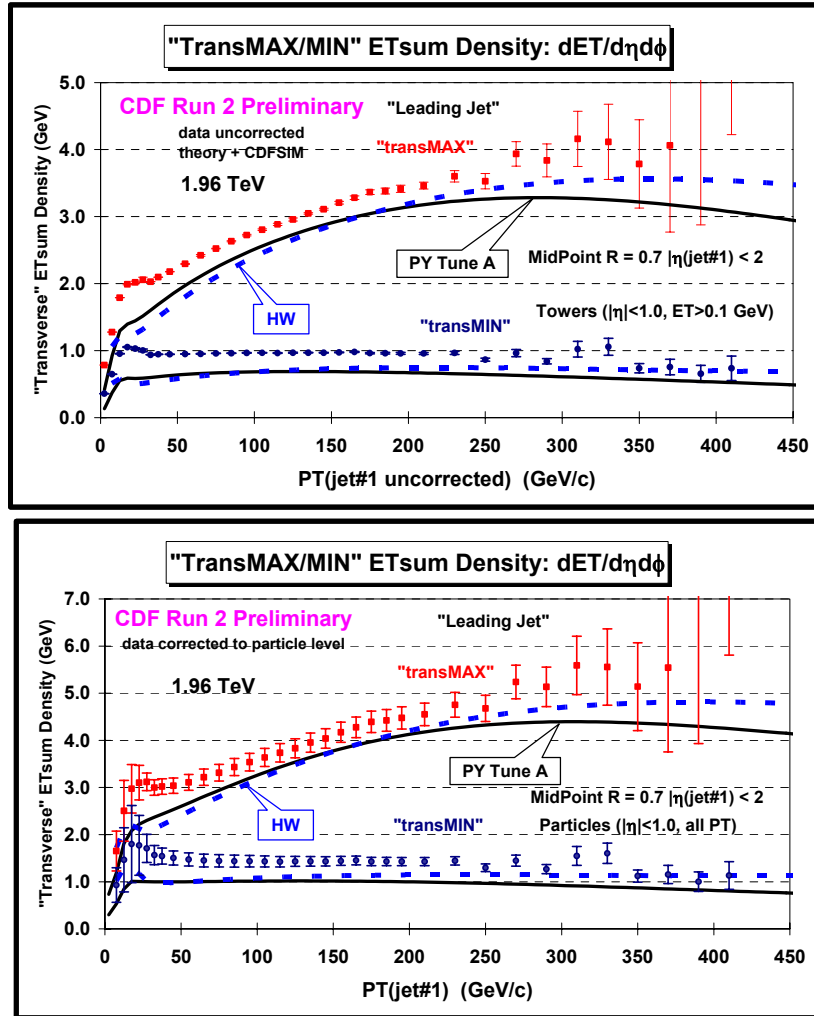 "TransMAX/MIN" ETsum Density: dET/dηdϕ
5.0
4.0
3.0
2.0
1.0
0.0
"Transverse" ETsum Density (GeV)
CDF Run 2 Preliminary
data uncorrected
theory + CDFSIM
1.96 TeV
"Leading Jet"
"transMAX"
PY Tune A
MidPoint R = 0.7 |η(jet#1) < 2
HW
"transMIN"
Towers (|η|<1.0, ET>0.1 GeV)
0 50 100 150 200 250 300 350 400 450
PT(jet#1 uncorrected) (GeV/c)
"TransMAX/MIN" ETsum Density: dET/dηdϕ
7.0
6.0
5.0
4.0
3.0
2.0
1.0
0.0
"Transverse" ETsum Density (GeV)
CDF Run 2 Preliminary
data corrected to particle level
1.96 TeV
"Leading Jet"
"transMAX"
PY Tune A
MidPoint R = 0.7 |η(jet#1) < 2
HW
"transMIN"
Particles (|η|<1.0, all PT)
0 50 100 150 200 250 300 350 400 450
PT(jet#1) (GeV/c)